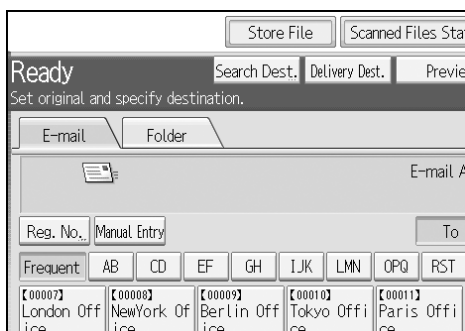 Store File Scanned Files Sta
Ready Search Dest. Delivery Dest. Previe
Set original and specify destination.
E-mail Folder
E-mail A
Reg. No. Manual Entry To
Frequent AB CD EF GH IJK LMN OPQ RST
【00007】 【00008】 【00009】 【00010】 【00011】
London Off NewYork Of Berlin Off Tokyo Offi Paris Offi
ice fice ice ce ce